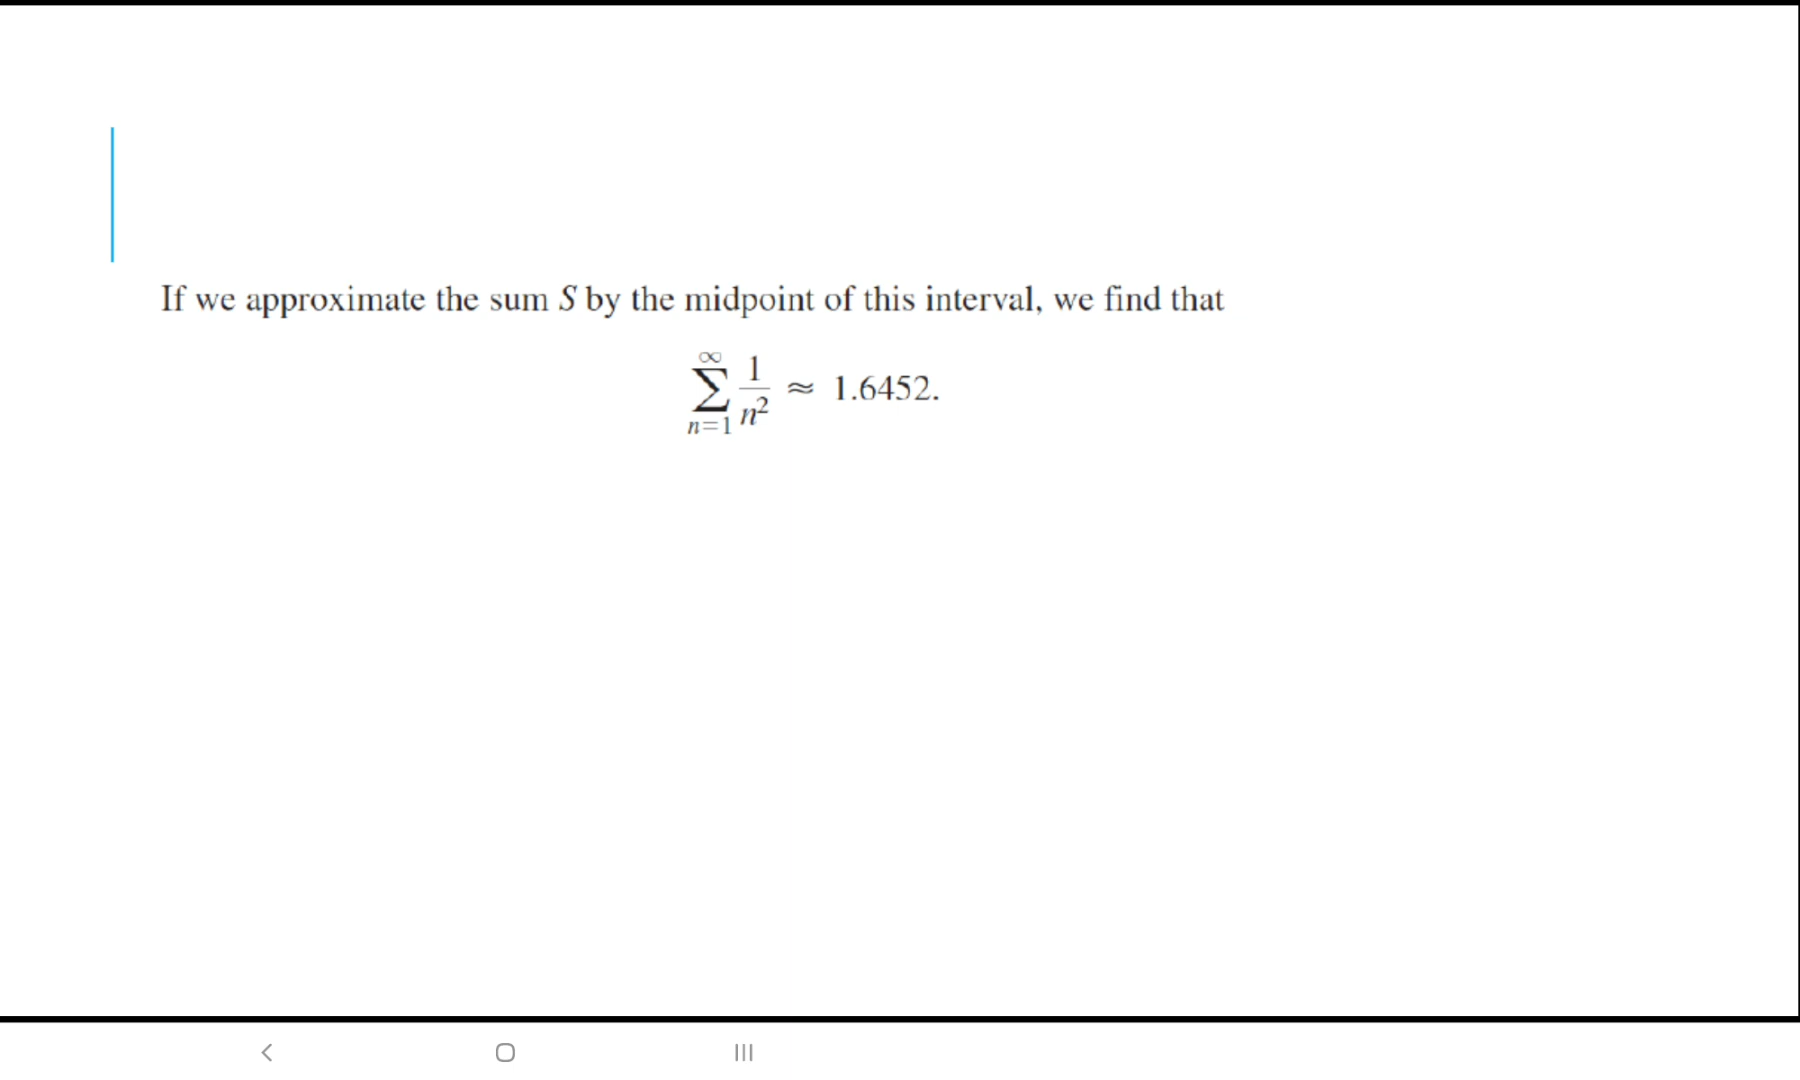 If we approximate the sum S by the midpoint of this interval, we find that
∞
∑ 1/n² ≈ 1.6452.
n=1